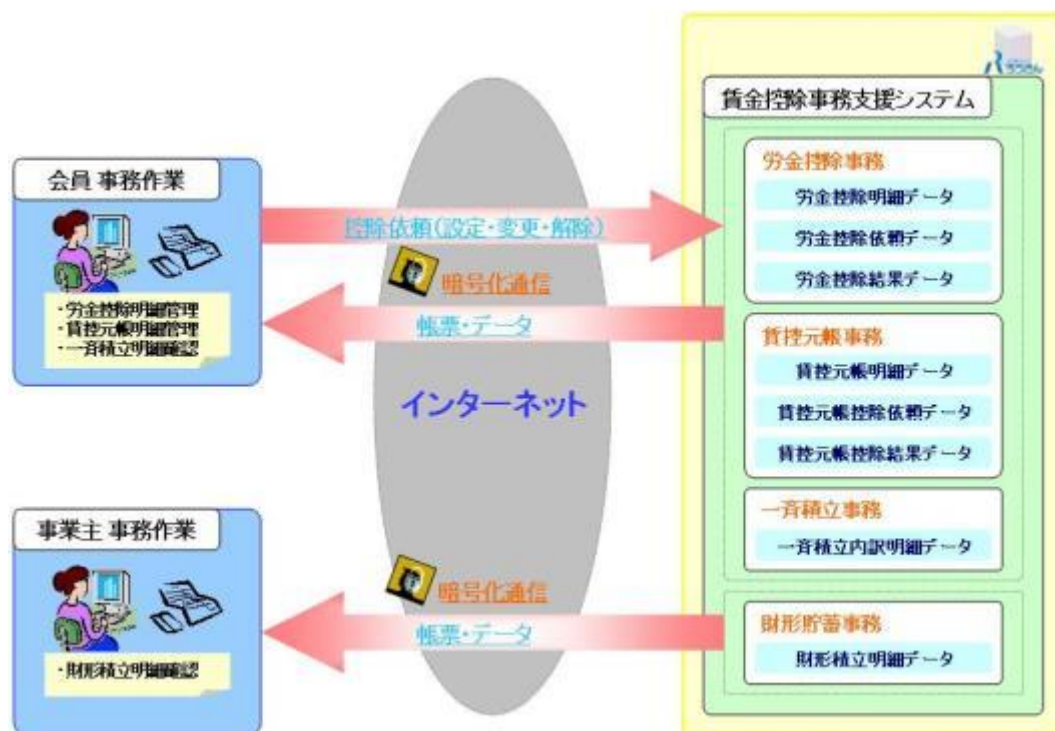 ろうきん
賃金控除事務支援システム
労金控除事務
労金控除明細データ
労金控除依頼データ
労金控除結果データ
賃控元帳事務
賃控元帳明細データ
賃控元帳控除依頼データ
賃控元帳控除結果データ
一斉積立事務
一斉積立内訳明細データ
財形貯蓄事務
財形積立明細データ
会員 事務作業
・労金控除明細管理
・賃控元帳明細管理
・一斉積立明細確認
控除依頼(設定・変更・解除)
暗号化通信
帳票・データ
インターネット
事業主 事務作業
・財形積立明細確認
暗号化通信
帳票・データ